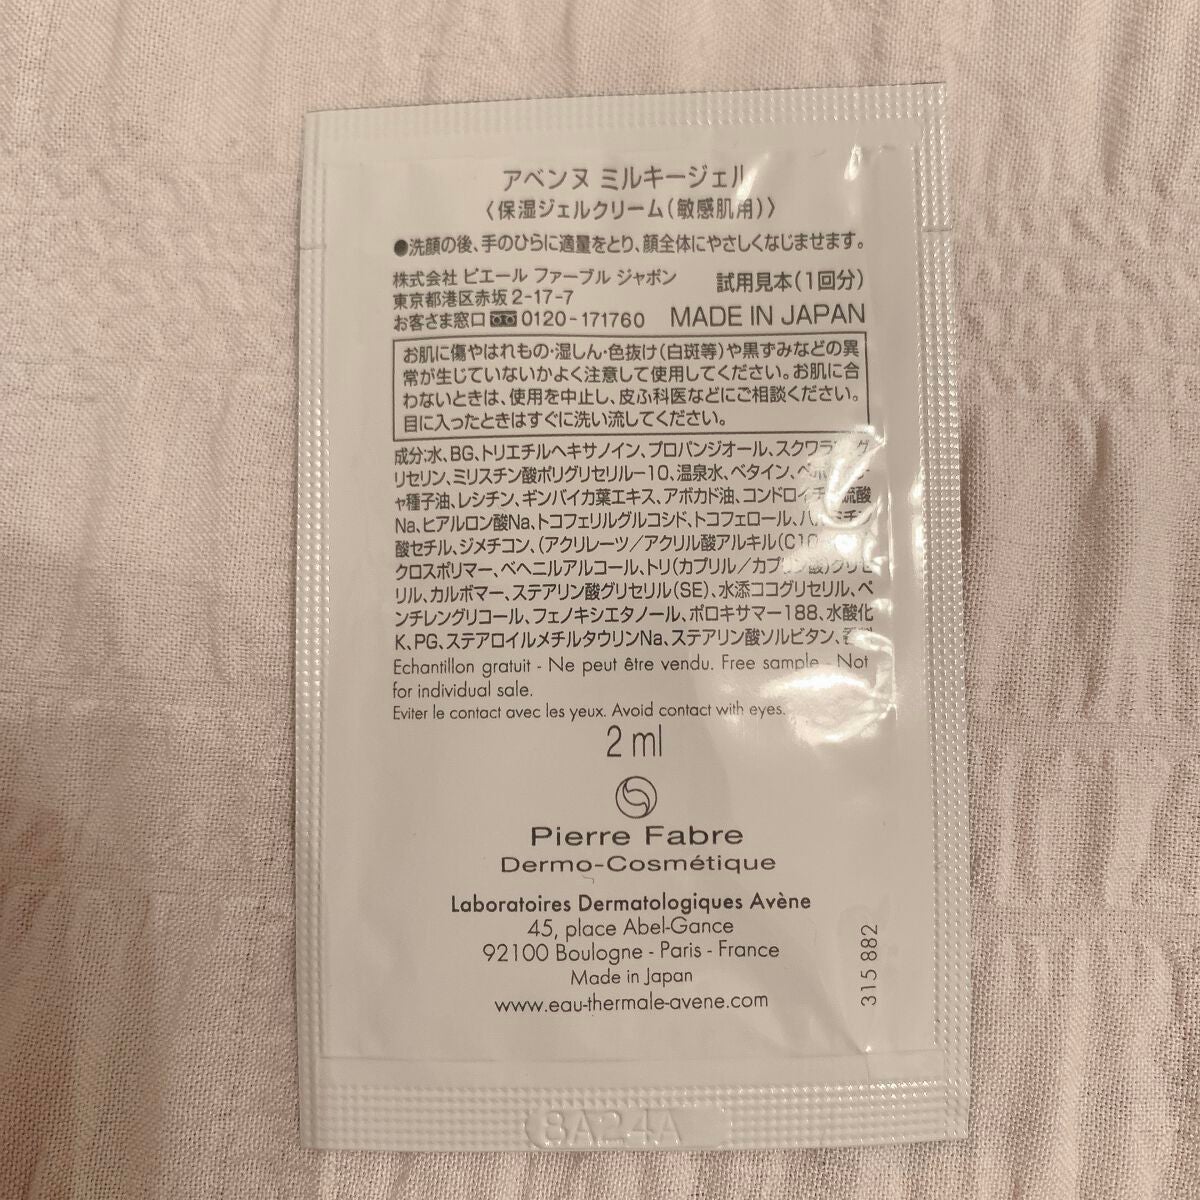 アベンヌ ミルキージェル
〈保湿ジェルクリーム(敏感肌用)〉
●洗顔の後、手のひらに適量をとり、顔全体にやさしくなじませます。
株式会社 ピエール ファーブル ジャポン 試用見本(1回分)
東京都港区赤坂2-17-7
お客さま窓口 0120-171760 MADE IN JAPAN
お肌に傷やはれもの・湿しん・色抜け(白斑等)や黒ずみなどの異
常が生じていないかよく注意して使用してください。お肌に合
わないときは、使用を中止し、皮ふ科医などにご相談ください。
目に入ったときはすぐに洗い流してください。
成分:水、BG、トリエチルヘキサノイン、プロパンジオール、スクワラン、グ
リセリン、ミリスチン酸ポリグリセリル-10、温泉水、ベタイン、
ャ種子油、レシチン、ギンバイカ葉エキス、アボカド油、コンドロイチン硫酸
Na、ヒアルロン酸Na、トコフェリルグルコシド、トコフェロール、パルミチン
酸セチル、ジメチコン、(アクリレーツ/アクリル酸アルキル(C10
クロスポリマー、ベヘニルアルコール、トリ(カプリル/カプリン酸)グリセ
リル、カルボマー、ステアリン酸グリセリル(SE)、水添ココグリセリル、ペ
ンチレングリコール、フェノキシエタノール、ポロキサマー188、水酸化
K、PG、ステアロイルメチルタウリンNa、ステアリン酸ソルビタン、香料
Echantillon gratuit - Ne peut être vendu. Free sample - Not
for individual sale.
Eviter le contact avec les yeux. Avoid contact with eyes.
2 ml
Pierre Fabre
Dermo-Cosmétique
Laboratoires Dermatologiques Avène
45, place Abel-Gance
92100 Boulogne - Paris - France
Made in Japan
www.eau-thermale-avene.com
315 882
8A24A